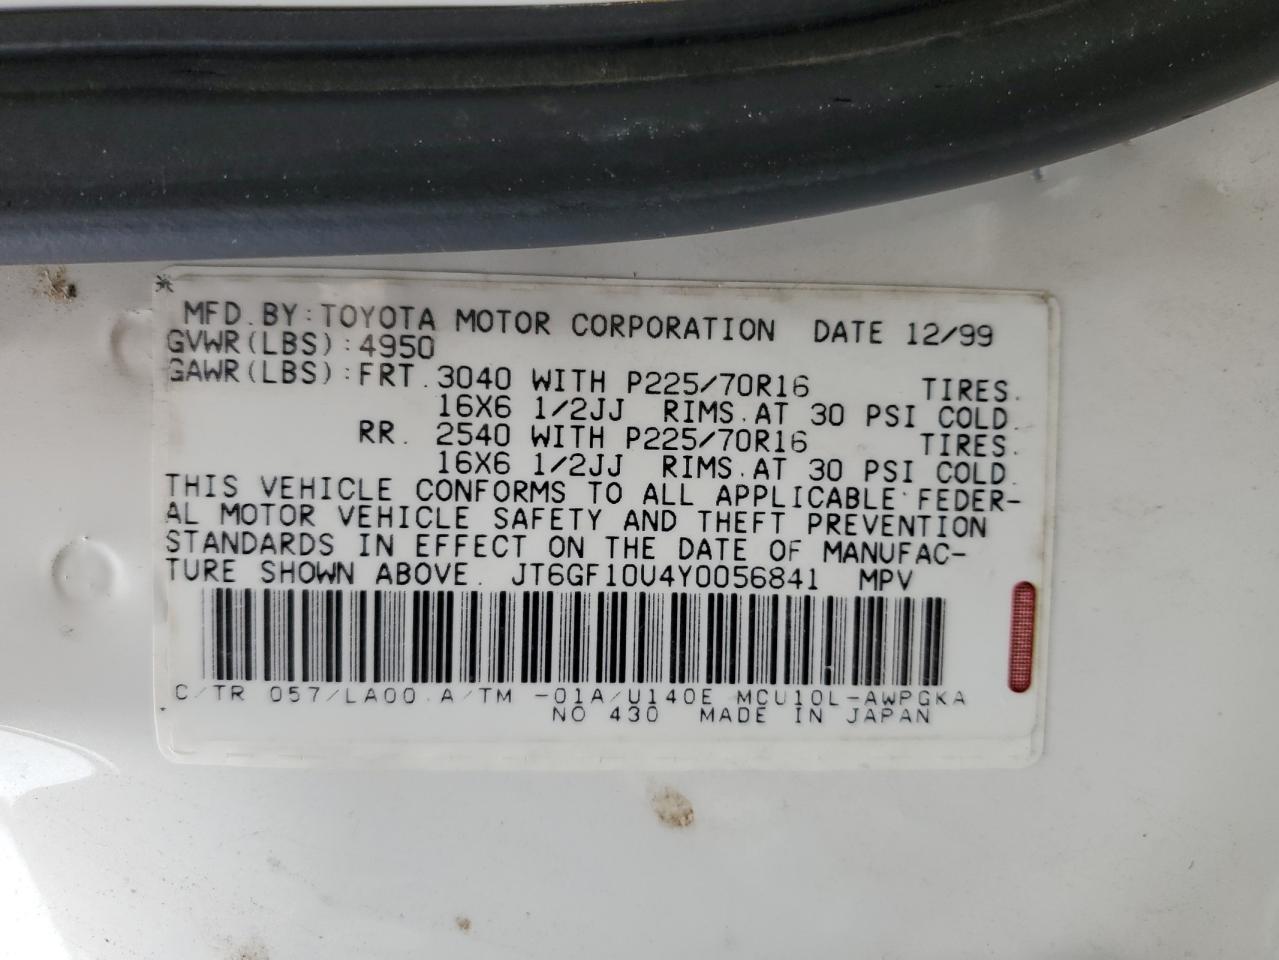 MFD. BY: TOYOTA MOTOR CORPORATION DATE 12/99
GVWR(LBS): 4950
GAWR(LBS): FRT. 3040 WITH P225/70R16 TIRES.
16X6 1/2JJ RIMS. AT 30 PSI COLD.
RR. 2540 WITH P225/70R16 TIRES.
16X6 1/2JJ RIMS. AT 30 PSI COLD.
THIS VEHICLE CONFORMS TO ALL APPLICABLE FEDER-
AL MOTOR VEHICLE SAFETY AND THEFT PREVENTION
STANDARDS IN EFFECT ON THE DATE OF MANUFAC-
TURE SHOWN ABOVE. JT6GF10U4Y0056841 MPV
C/TR 057/LA00 A/TM -01A/U140E MCU10L-AWPGKA
NO 430 MADE IN JAPAN